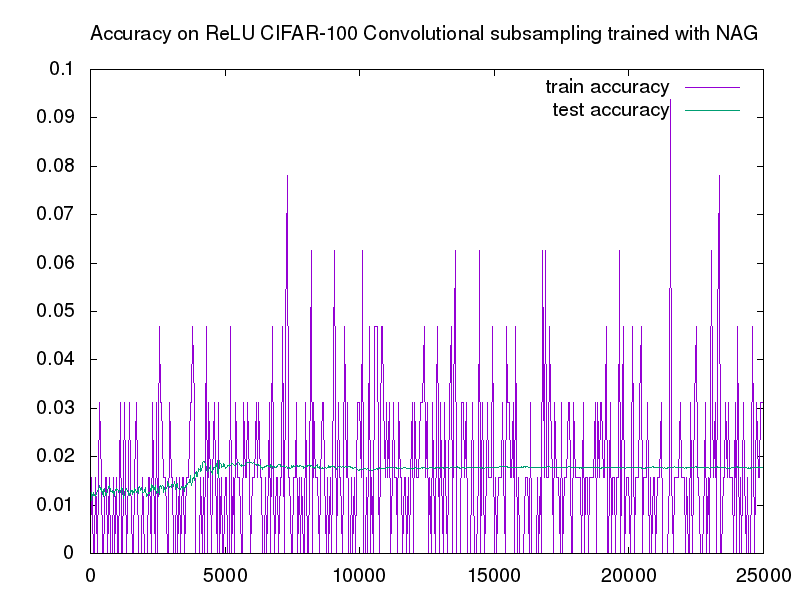 Accuracy on ReLU CIFAR-100 Convolutional subsampling trained with NAG
0.1
train accuracy
0.09
test accuracy
0.08
0.07
0.06
0.05
0.04
0.03
0.02
0.01
0
0 5000 10000 15000 20000 25000